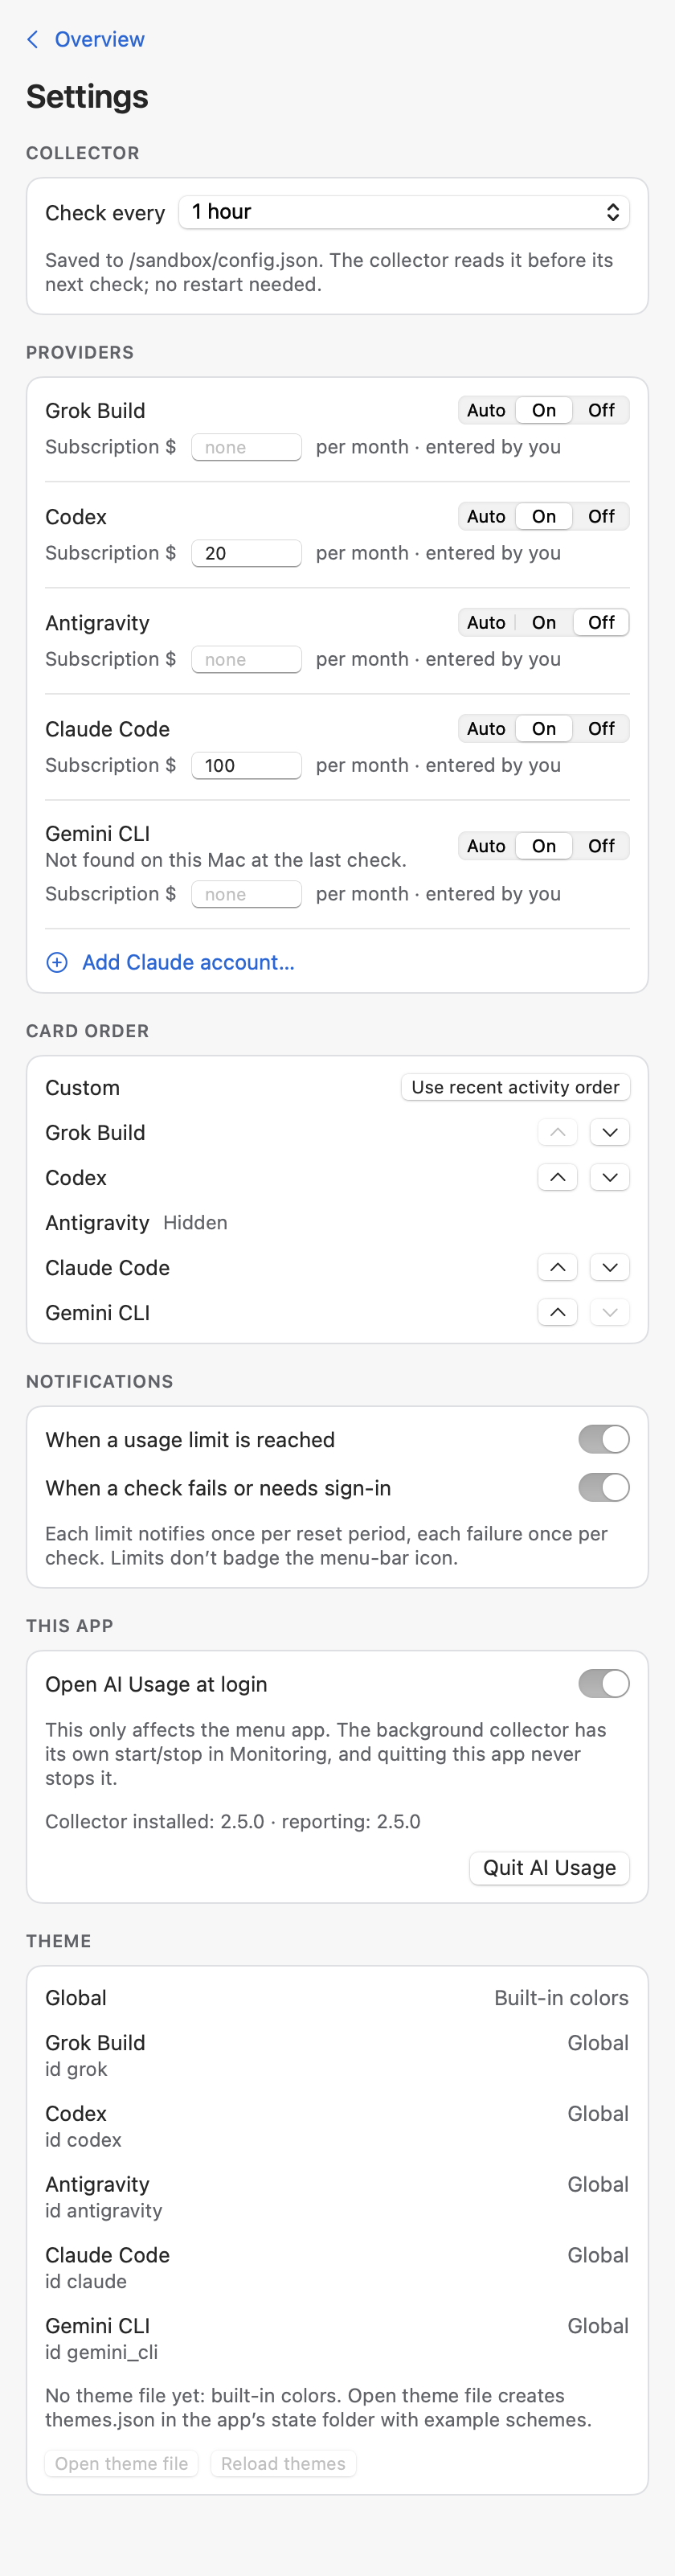 Overview
Settings
COLLECTOR
Check every 1 hour
Saved to /sandbox/config.json. The collector reads it before its
next check; no restart needed.
PROVIDERS
Grok Build Auto On Off
Subscription $ none per month · entered by you
Codex Auto On Off
Subscription $ 20 per month · entered by you
Antigravity Auto On Off
Subscription $ none per month · entered by you
Claude Code Auto On Off
Subscription $ 100 per month · entered by you
Gemini CLI
Not found on this Mac at the last check. Auto On Off
Subscription $ none per month · entered by you
Add Claude account...
CARD ORDER
Custom Use recent activity order
Grok Build
Codex
Antigravity Hidden
Claude Code
Gemini CLI
NOTIFICATIONS
When a usage limit is reached
When a check fails or needs sign-in
Each limit notifies once per reset period, each failure once per
check. Limits don’t badge the menu-bar icon.
THIS APP
Open AI Usage at login
This only affects the menu app. The background collector has
its own start/stop in Monitoring, and quitting this app never
stops it.
Collector installed: 2.5.0 · reporting: 2.5.0
Quit AI Usage
THEME
Global Built-in colors
Grok Build Global
id grok
Codex Global
id codex
Antigravity Global
id antigravity
Claude Code Global
id claude
Gemini CLI Global
id gemini_cli
No theme file yet: built-in colors. Open theme file creates
themes.json in the app’s state folder with example schemes.
Open theme file Reload themes